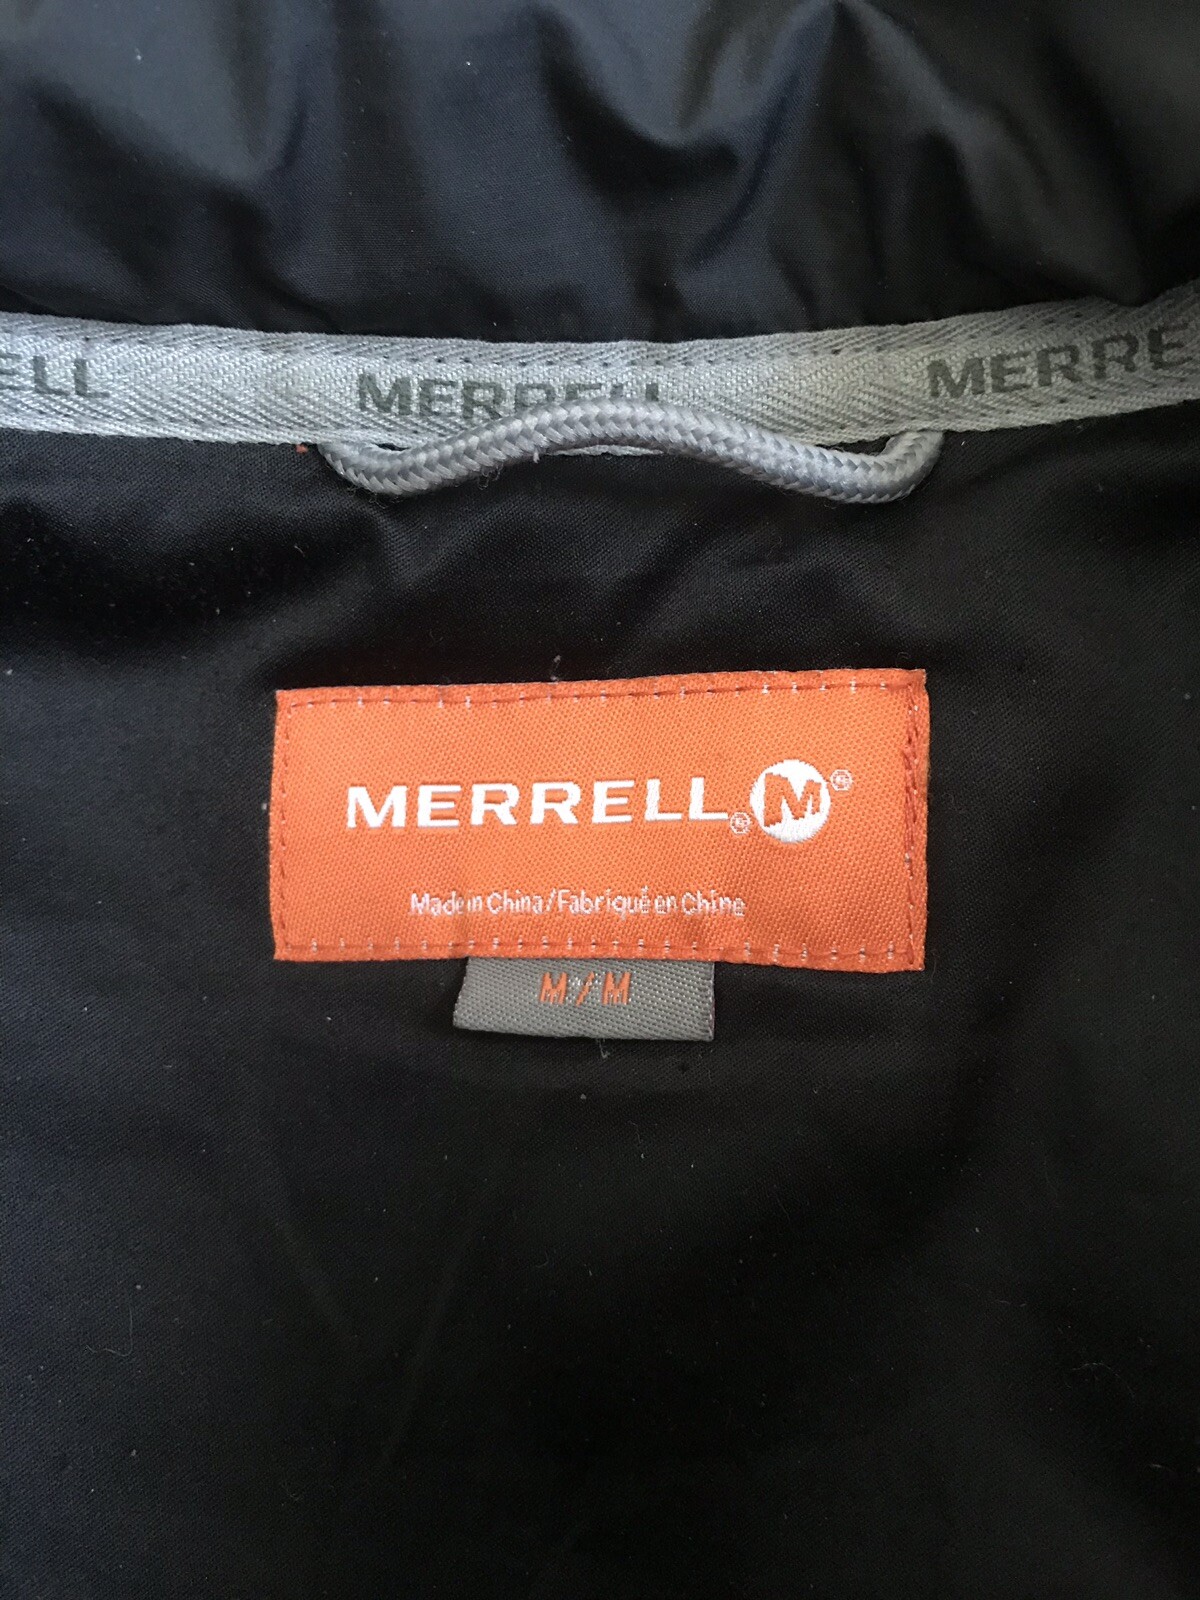 ELL MERRELL MERRE
MERRELL® M®
Made in China/Fabriqué en Chine
M/M